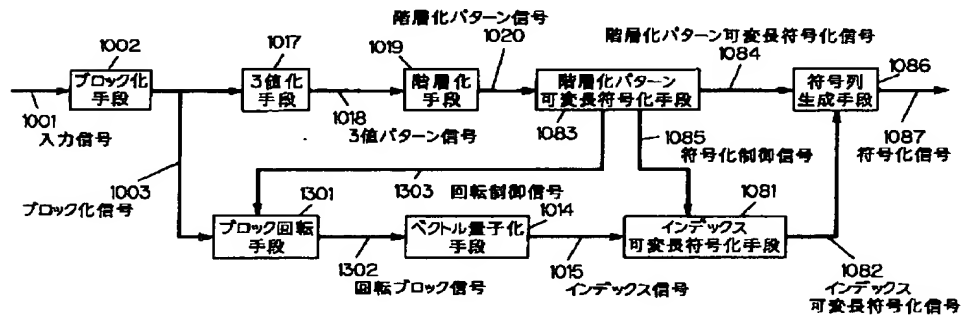 階層化パターン信号
1002
1017
1019
1020
階層化パターン可変長符号化信号
1084
1086
ブロック化
手段
3値化
手段
階層化
手段
階層化パターン
可変長符号化手段
符号列
生成手段
1001
入力信号
1018
3値パターン信号
1083
1085
符号化制御信号
1087
符号化信号
1003
ブロック化信号
1301
1303 回転制御信号
1014
1081
ブロック回転
手段
ベクトル量子化
手段
インデックス
可変長符号化手段
1302
回転ブロック信号
1015
インデックス信号
1082
インデックス
可変長符号化信号